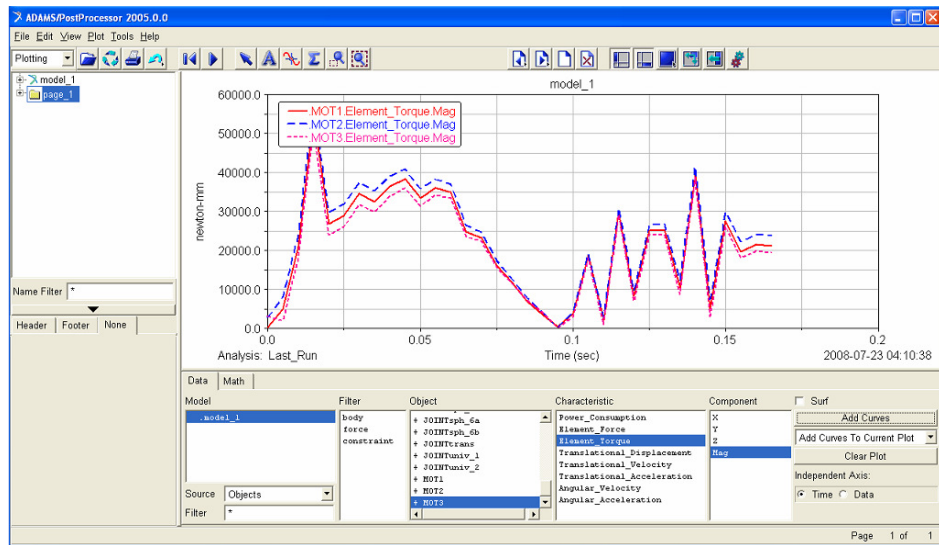 ADAMS/PostProcessor 2005.0.0
File Edit View Plot Tools Help
Plotting
model_1
page_1
Name Filter *
Header Footer None
model_1
60000.0
50000.0
40000.0
30000.0
20000.0
10000.0
0.0
newton-mm
MOT1.Element_Torque.Mag
MOT2.Element_Torque.Mag
MOT3.Element_Torque.Mag
0.0 0.05 0.1 0.15 0.2
Analysis: Last_Run Time (sec) 2008-07-23 04:10:38
Data Math
Model Filter Object Characteristic Component Surf
.model_1
body
force
constraint
+ JOINTsph_6a
+ JOINTsph_6b
+ JOINTtrans
+ JOINTuniv_1
+ JOINTuniv_2
+ MOT1
+ MOT2
+ MOT3
Power_Consumption
Element_Force
Element_Torque
Translational_Displacement
Translational_Velocity
Translational_Acceleration
Angular_Velocity
Angular_Acceleration
X
Y
Z
Mag
Add Curves
Add Curves To Current Plot
Clear Plot
Independent Axis:
Time Data
Source Objects
Filter *
Page 1 of 1